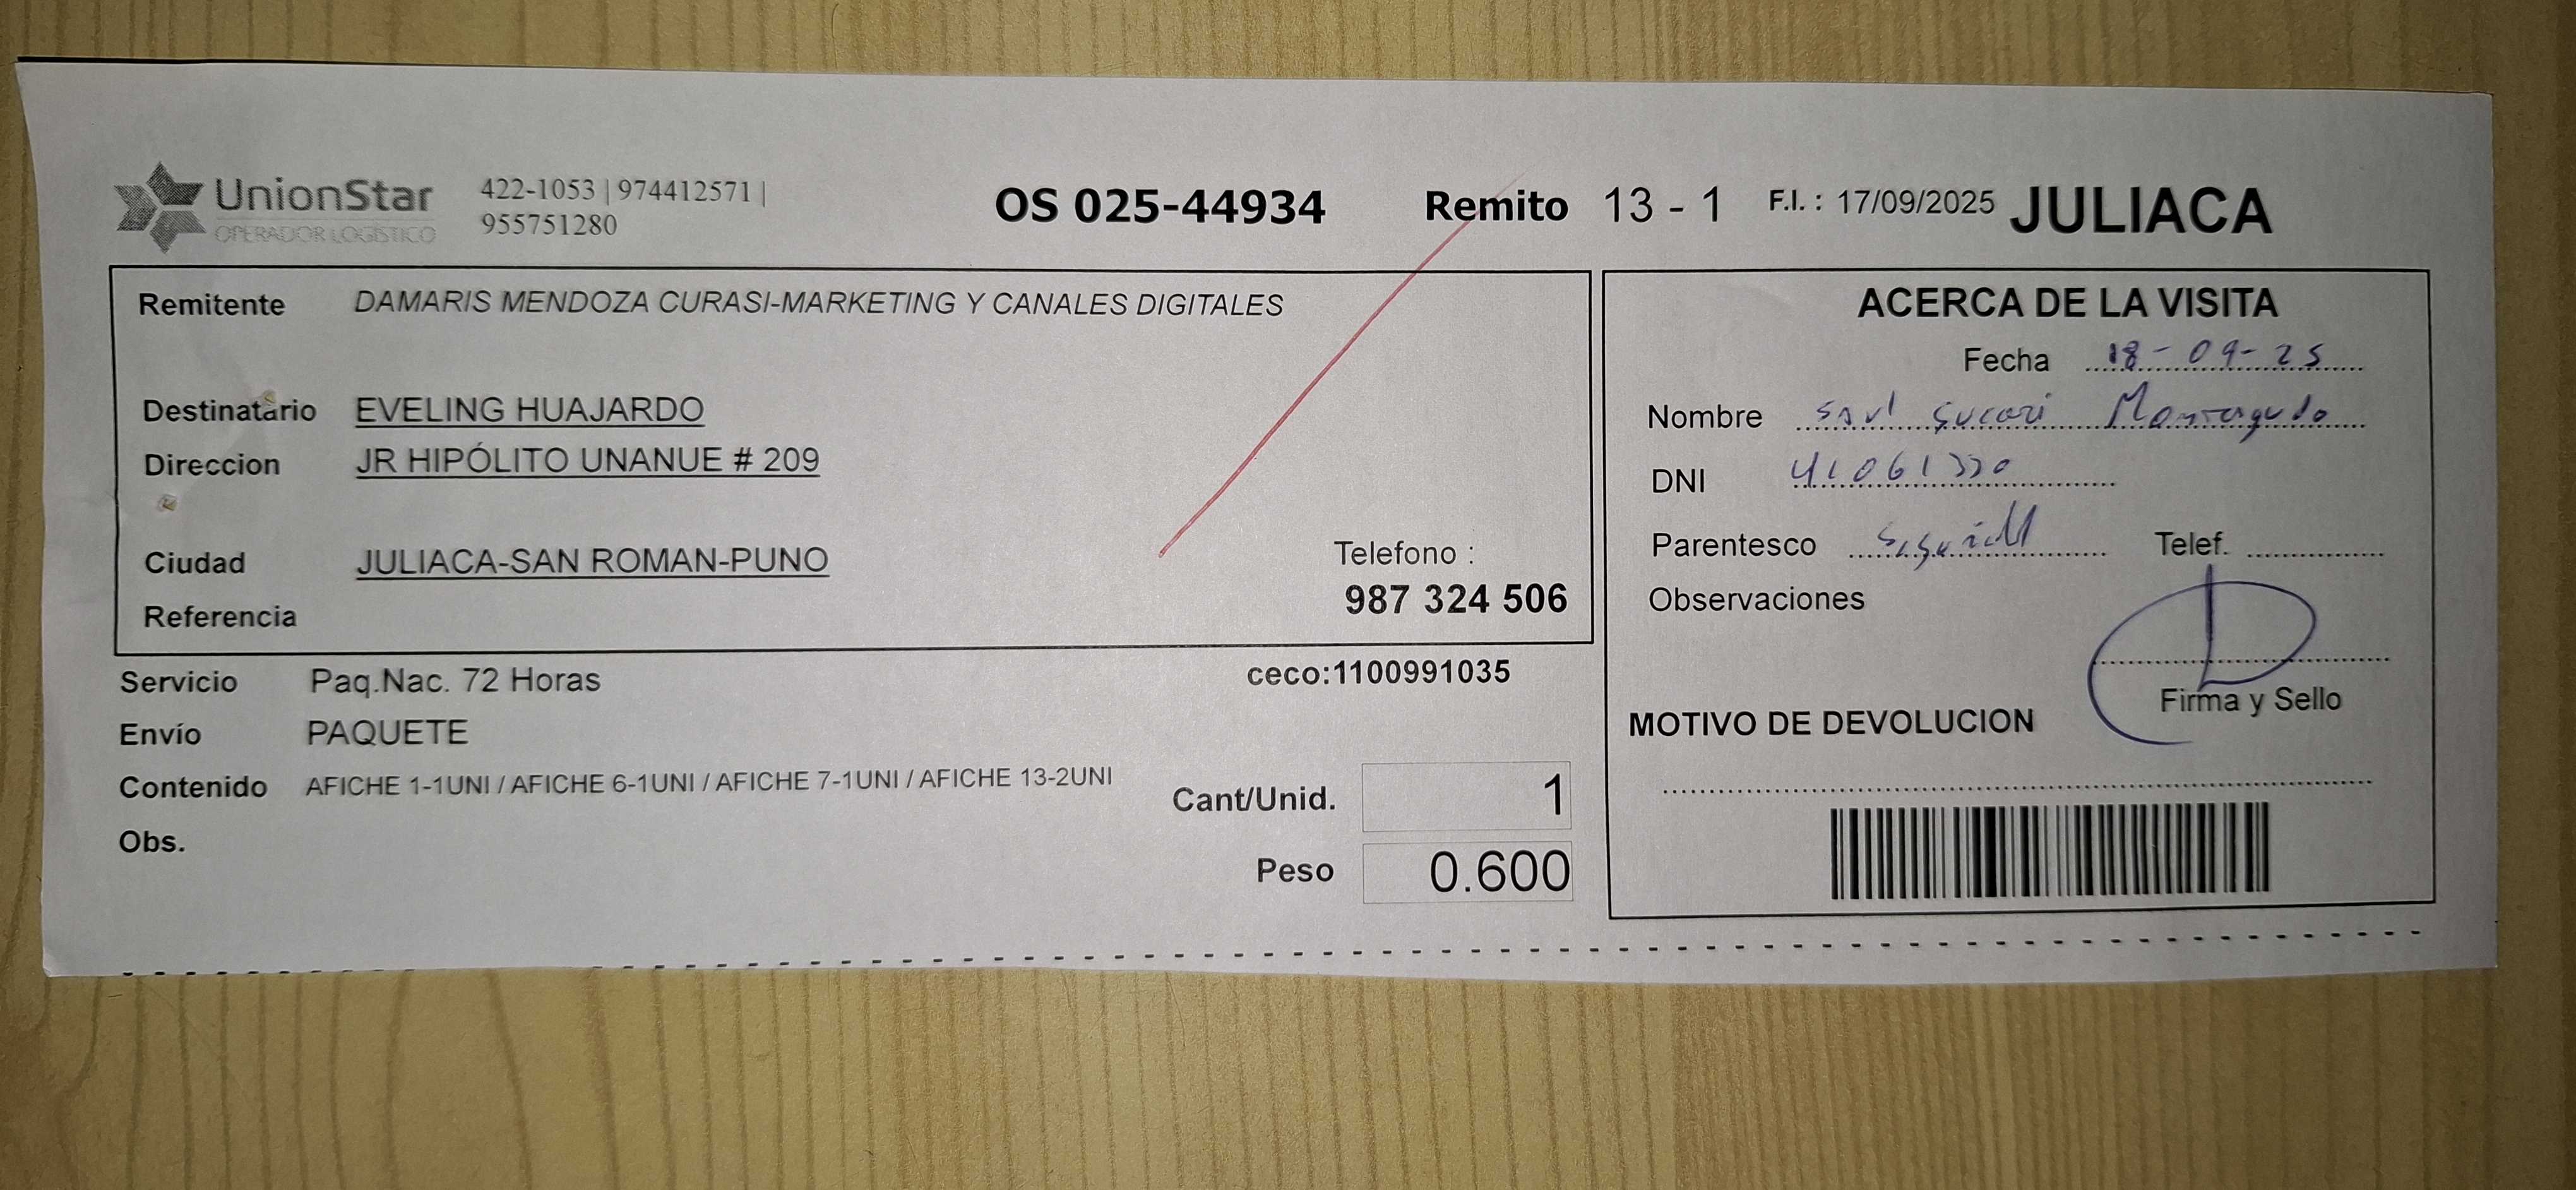 UnionStar
OPERADOR LOGÍSTICO
422-1053 | 974412571 |
955751280
OS 025-44934 Remito 13 - 1 F.I. : 17/09/2025 JULIACA
Remitente DAMARIS MENDOZA CURASI-MARKETING Y CANALES DIGITALES
Destinatario EVELING HUAJARDO
Direccion JR HIPÓLITO UNANUE # 209
Ciudad JULIACA-SAN ROMAN-PUNO
Telefono :
987 324 506
Referencia
Servicio Paq.Nac. 72 Horas
ceco:1100991035
Envío PAQUETE
Contenido AFICHE 1-1UNI / AFICHE 6-1UNI / AFICHE 7-1UNI / AFICHE 13-2UNI
Cant/Unid. 1
Obs.
Peso 0.600
ACERCA DE LA VISITA
Fecha 18-09-25
Nombre Saul Sucari
DNI
Parentesco
Telef.
Observaciones
Firma y Sello
MOTIVO DE DEVOLUCION